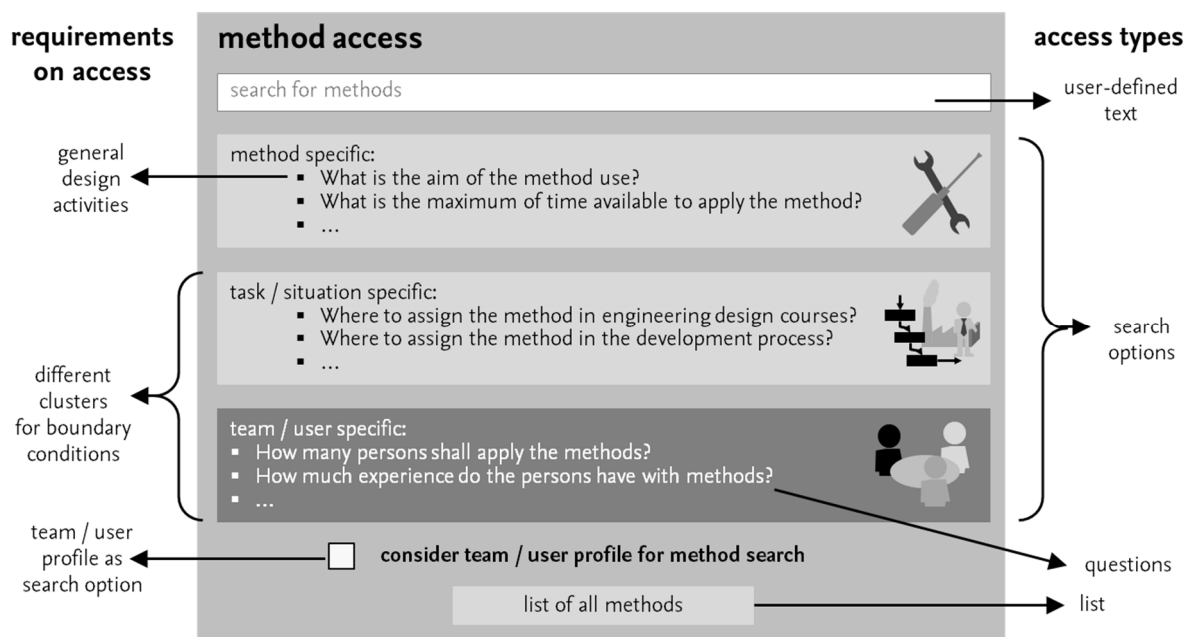 requirements
on access
method access
access types
search for methods
user-defined
text
general
design
activities
method specific:
▪ What is the aim of the method use?
▪ What is the maximum of time available to apply the method?
▪ ...
task / situation specific:
▪ Where to assign the method in engineering design courses?
▪ Where to assign the method in the development process?
▪ ...
search
options
different
clusters
for boundary
conditions
team / user specific:
▪ How many persons shall apply the methods?
▪ How much experience do the persons have with methods?
▪ ...
team / user
profile as
search option
consider team / user profile for method search
questions
list of all methods
list